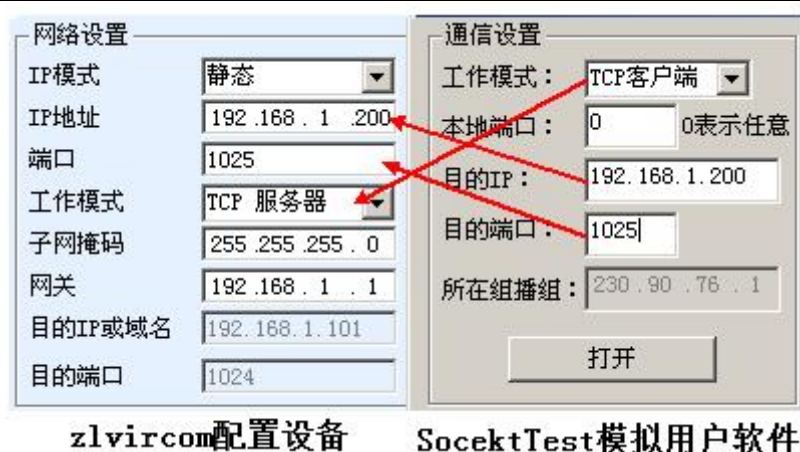 网络设置
IP模式 静态
IP地址 192 .168 . 1 .200
端口 1025
工作模式 TCP 服务器
子网掩码 255 .255 .255 . 0
网关 192 .168 . 1 . 1
目的IP或域名 192.168.1.101
目的端口 1024
zlvircom配置设备
通信设置
工作模式： TCP客户端
本地端口： 0 0表示任意
目的IP： 192.168.1.200
目的端口： 1025
所在组播组： 230 . 90 . 76 . 1
打开
SocektTest模拟用户软件